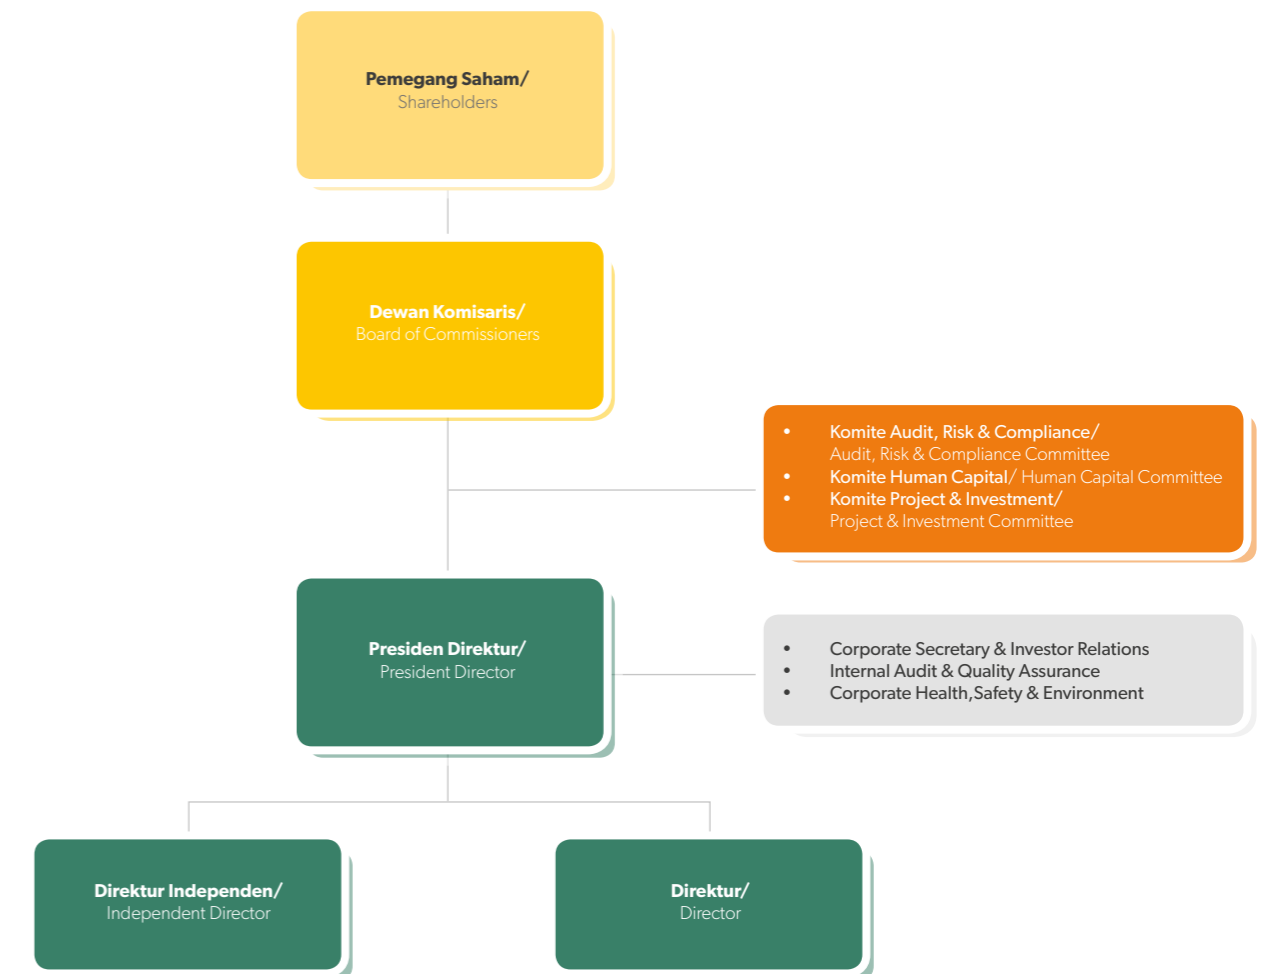 Pemegang Saham/
Shareholders
Dewan Komisaris/
Board of Commissioners
• Komite Audit, Risk & Compliance/
Audit, Risk & Compliance Committee
• Komite Human Capital/ Human Capital Committee
• Komite Project & Investment/
Project & Investment Committee
Presiden Direktur/
President Director
• Corporate Secretary & Investor Relations
• Internal Audit & Quality Assurance
• Corporate Health,Safety & Environment
Direktur Independen/
Independent Director
Direktur/
Director